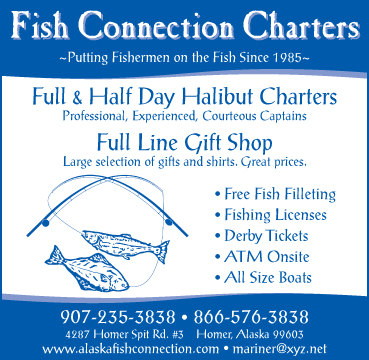 Fish Connection Charters
~Putting Fishermen on the Fish Since 1985~
Full & Half Day Halibut Charters
Professional, Experienced, Courteous Captains
Full Line Gift Shop
Large selection of gifts and shirts. Great prices.
• Free Fish Filleting
• Fishing Licenses
• Derby Tickets
• ATM Onsite
• All Size Boats
907-235-3838 • 866-576-3838
4287 Homer Spit Rd. #3 Homer, Alaska 99603
www.alaskafishconnection.com • mariner@xyz.net